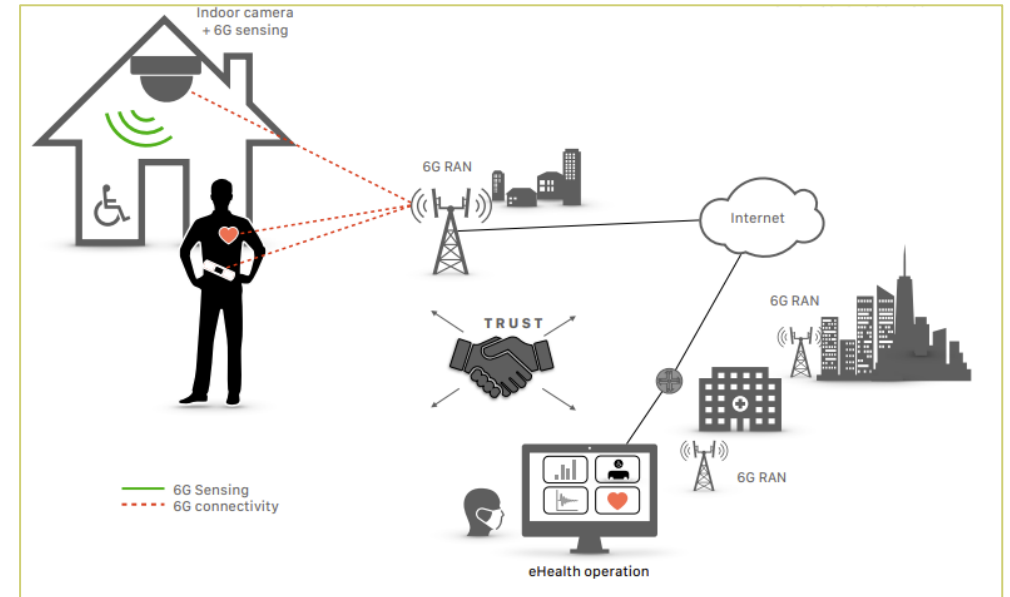 Indoor camera
+ 6G sensing
6G RAN
Internet
6G RAN
TRUST
6G RAN
6G Sensing
6G connectivity
eHealth operation